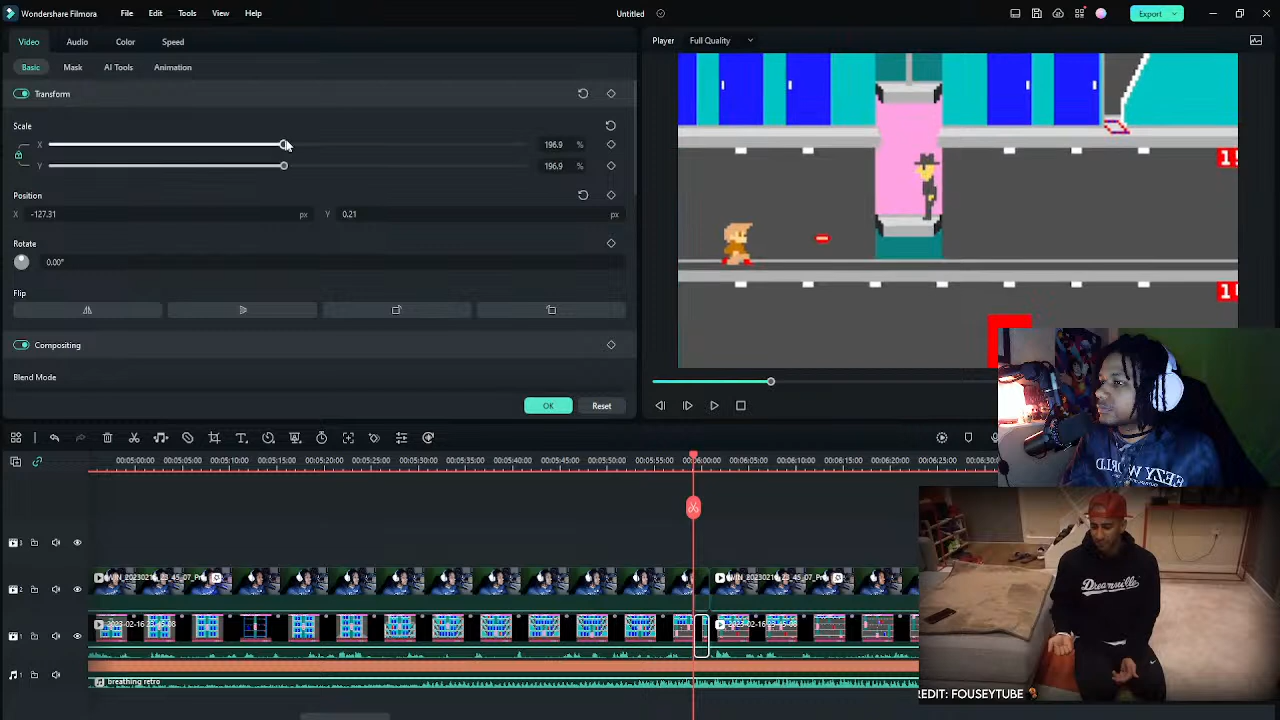 Wondershare Filmora File Edit Tools View Help Untitled Export
Video Audio Color Speed
Player Full Quality
Basic Mask AI Tools Animation
Transform
Scale
X 196.9 %
Y 196.9 %
Position
X -127.31 px Y 0.21 px
Rotate
0.00°
Flip
Compositing
Blend Mode
OK Reset
00:05:00:00 00:05:05:00 00:05:10:00 00:05:15:00 00:05:20:00 00:05:25:00 00:05:30:00 00:05:35:00 00:05:40:00 00:05:45:00 00:05:50:00 00:05:55:00 00:06:00:00 00:06:05:00 00:06:10:00 00:06:15:00 00:06:20:00 00:06:25:00
Dreamville
breathing retro
REDIT: FOUSEYTUBE